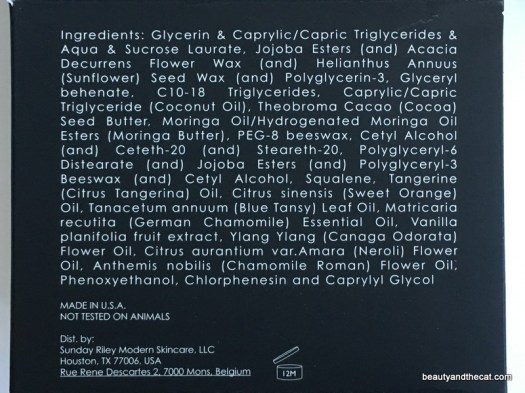 Ingredients: Glycerin & Caprylic/Capric Triglycerides &
Aqua & Sucrose Laurate, Jojoba Esters (and) Acacia
Decurrens Flower Wax (and) Helianthus Annuus
(Sunflower) Seed Wax (and) Polyglycerin-3, Glyceryl
behenate, C10-18 Triglycerides, Caprylic/Capric
Triglyceride (Coconut Oil), Theobroma Cacao (Cocoa)
Seed Butter, Moringa Oil/Hydrogenated Moringa Oil
Esters (Moringa Butter), PEG-8 beeswax, Cetyl Alcohol
(and) Ceteth-20 (and) Steareth-20, Polyglyceryl-6
Distearate (and) Jojoba Esters (and) Polyglyceryl-3
Beeswax (and) Cetyl Alcohol, Squalene, Tangerine
(Citrus Tangerina) Oil, Citrus sinensis (Sweet Orange)
Oil, Tanacetum annuum (Blue Tansy) Leaf Oil, Matricaria
recutita (German Chamomile) Essential Oil, Vanilla
planifolia fruit extract, Ylang Ylang (Canaga Odorata)
Flower Oil, Citrus aurantium var.Amara (Neroli) Flower
Oil, Anthemis nobilis (Chamomile Roman) Flower Oil,
Phenoxyethanol, Chlorphenesin and Caprylyl Glycol
MADE IN U.S.A.
NOT TESTED ON ANIMALS
Dist. by:
Sunday Riley Modern Skincare, LLC
Houston, TX 77006, USA
Rue Rene Descartes 2, 7000 Mons, Belgium
12M
beautyandthecat.com